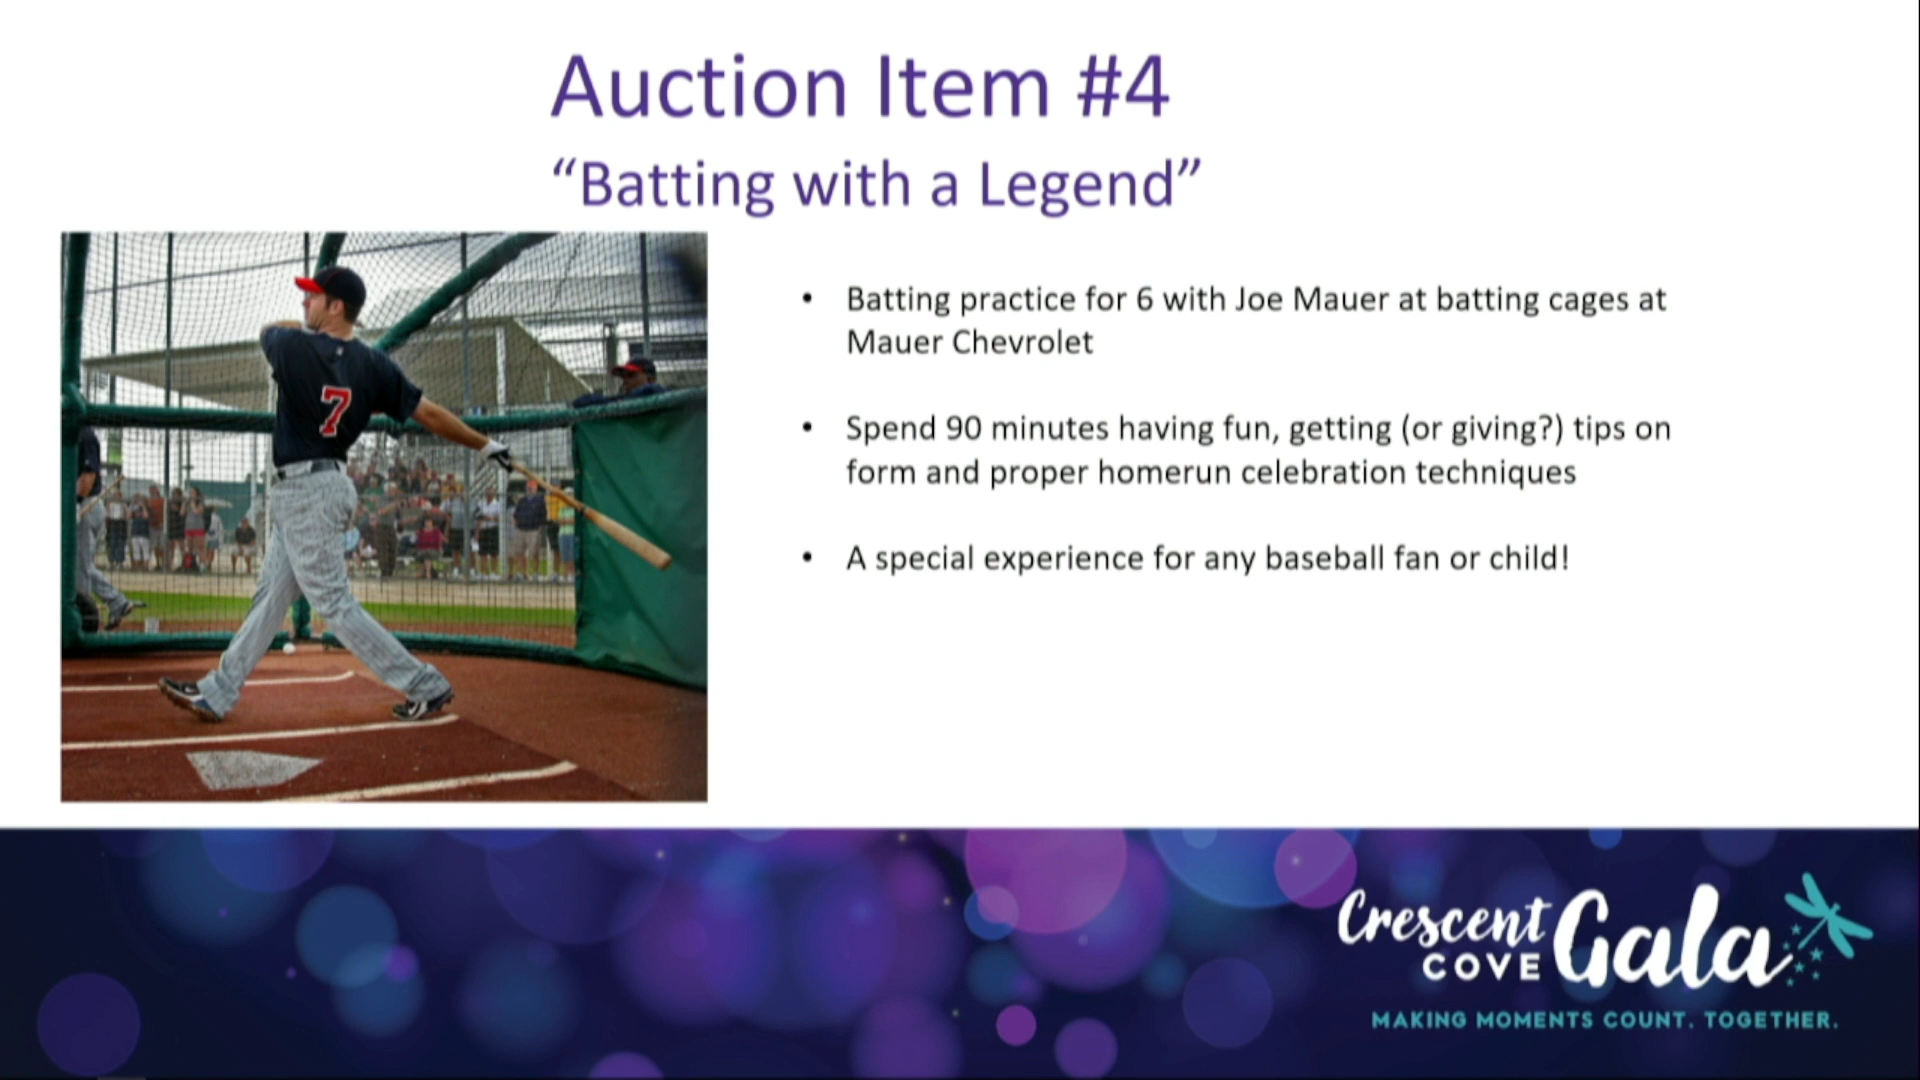 Auction Item #4
“Batting with a Legend”
• Batting practice for 6 with Joe Mauer at batting cages at
Mauer Chevrolet
• Spend 90 minutes having fun, getting (or giving?) tips on
form and proper homerun celebration techniques
• A special experience for any baseball fan or child!
7
Crescent
COVE Gala
MAKING MOMENTS COUNT. TOGETHER.